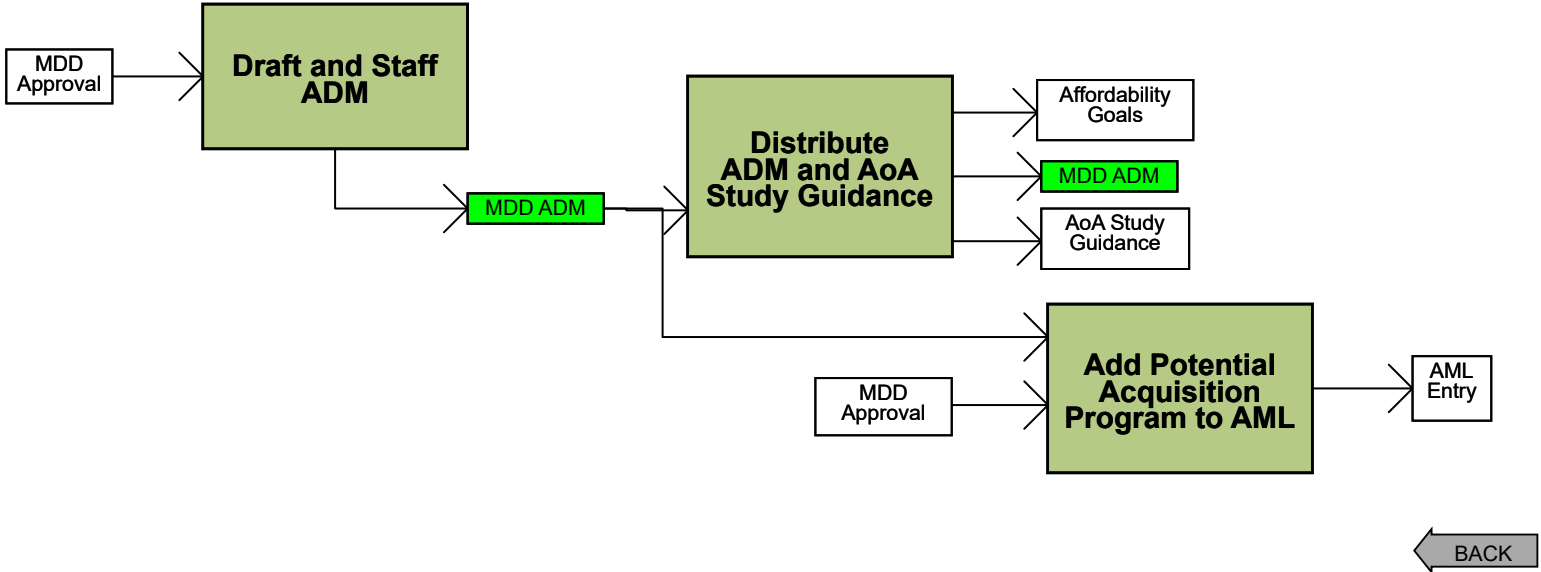 MDD
Approval
Draft and Staff
ADM
MDD ADM
Distribute
ADM and AoA
Study Guidance
Affordability
Goals
MDD ADM
AoA Study
Guidance
MDD
Approval
Add Potential
Acquisition
Program to AML
AML
Entry
BACK